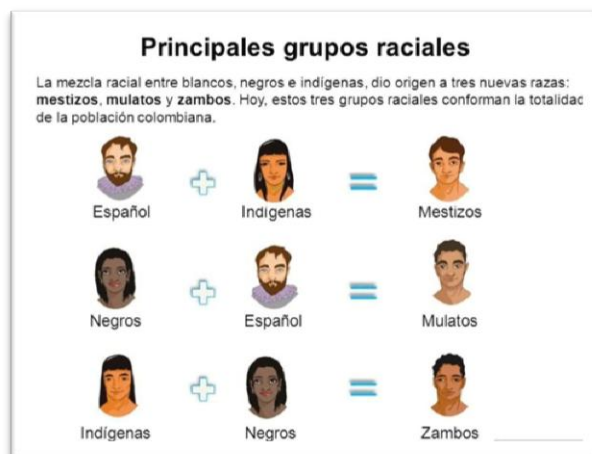 Principales grupos raciales
La mezcla racial entre blancos, negros e indígenas, dio origen a tres nuevas razas:
mestizos, mulatos y zambos. Hoy, estos tres grupos raciales conforman la totalidad
de la población colombiana.
Español Indígenas Mestizos
Negros Español Mulatos
Indígenas Negros Zambos